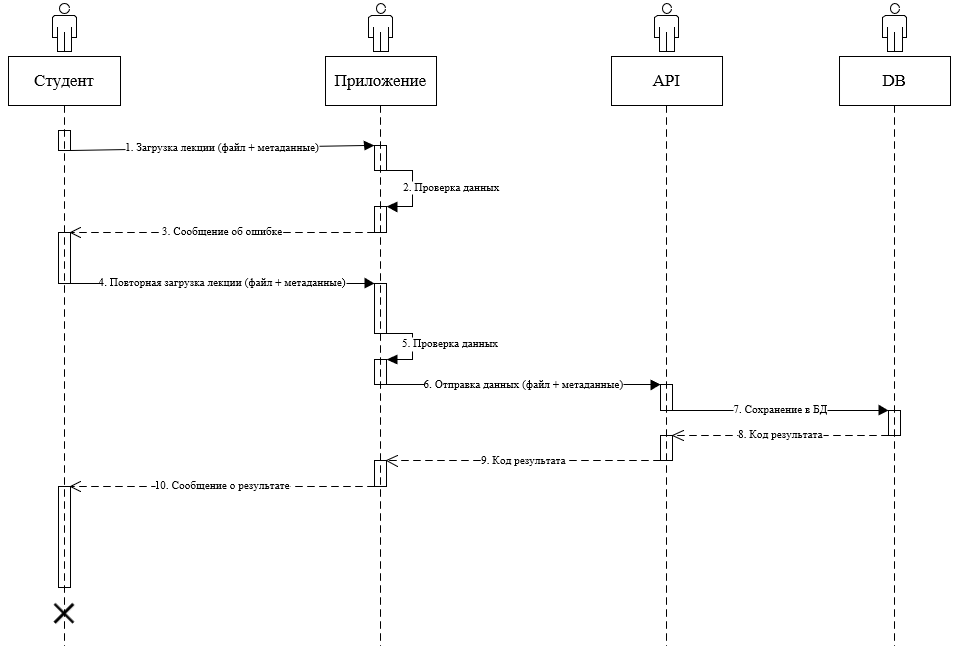 Студент
Приложение
API
DB
1. Загрузка лекции (файл + метаданные)
2. Проверка данных
3. Сообщение об ошибке
4. Повторная загрузка лекции (файл + метаданные)
5. Проверка данных
6. Отправка данных (файл + метаданные)
7. Сохранение в БД
8. Код результата
9. Код результата
10. Сообщение о результате